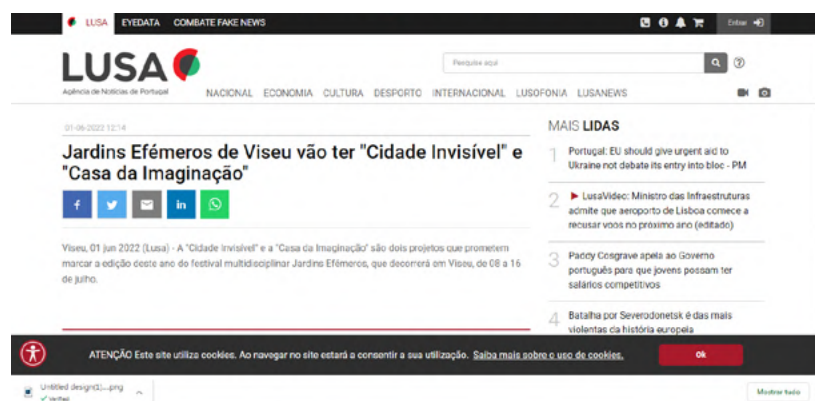 LUSA EYEDATA COMBATE FAKE NEWS
Entrar
LUSA
Agência de Notícias de Portugal
Pesquise aqui
NACIONAL ECONOMIA CULTURA DESPORTO INTERNACIONAL LUSOFONIA LUSANEWS
01-06-2022 12:14
Jardins Efémeros de Viseu vão ter "Cidade Invisível" e
"Casa da Imaginação"
Viseu, 01 jun 2022 (Lusa) - A "Cidade Invisível" e a "Casa da Imaginação" são dois projetos que prometem
marcar a edição deste ano do festival multidisciplinar Jardins Efémeros, que decorrerá em Viseu, de 08 a 16
de julho.
MAIS LIDAS
1 Portugal: EU should give urgent aid to
Ukraine not debate its entry into bloc - PM
2 LusaVideo: Ministro das Infraestruturas
admite que aeroporto de Lisboa comece a
recusar voos no próximo ano (editado)
3 Paddy Cosgrave apela ao Governo
português para que jovens possam ter
salários competitivos
4 Batalha por Severodonetsk é das mais
violentas da história europeia
ATENÇÃO Este site utiliza cookies. Ao navegar no site estará a consentir a sua utilização. Saiba mais sobre o uso de cookies.
Ok
Untitled design(1)....png
Mostrar tudo